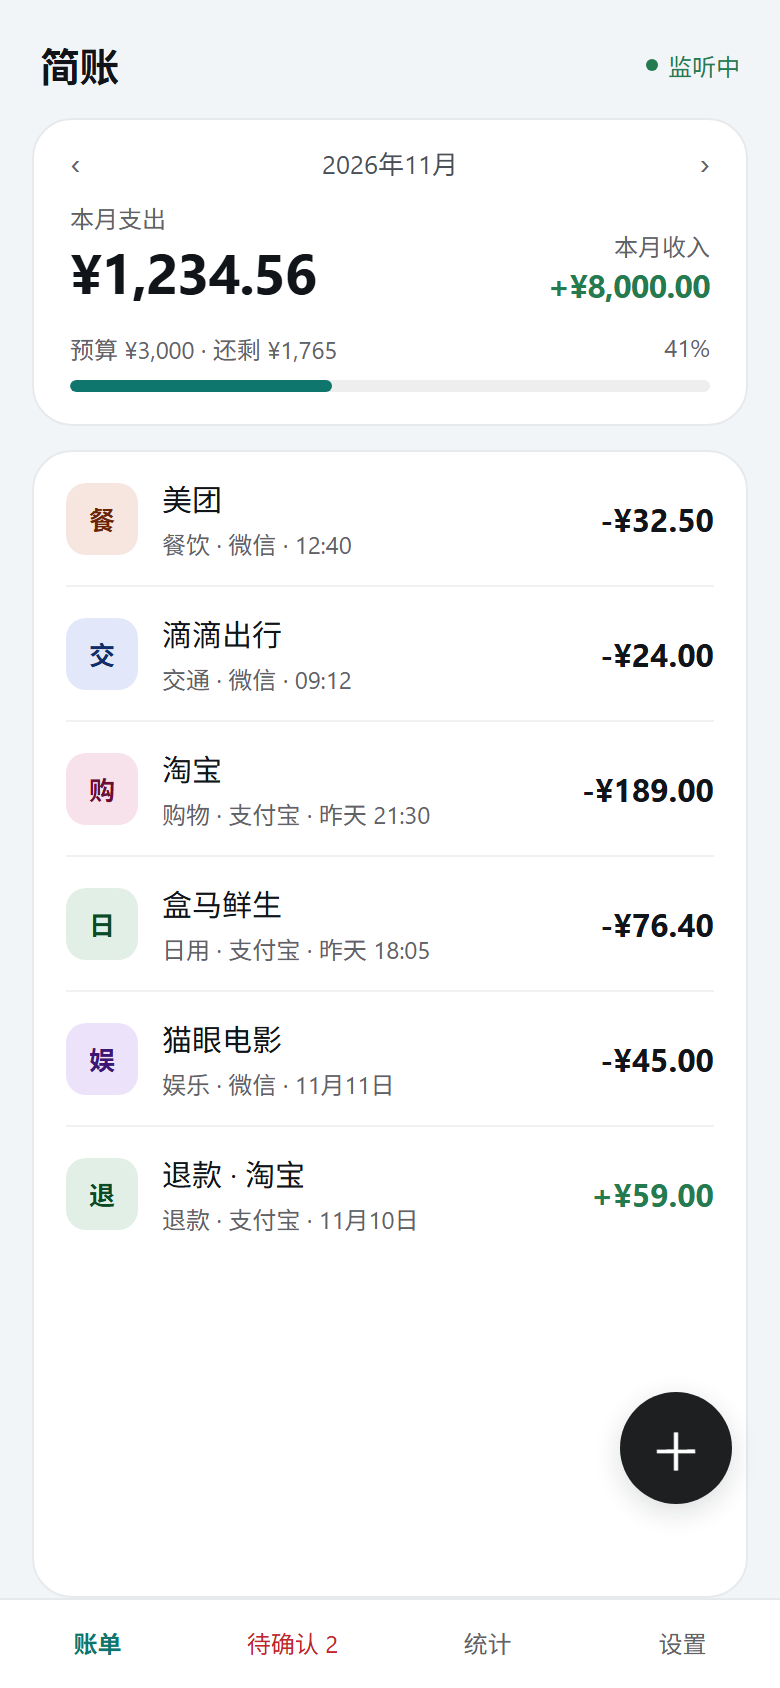 简账
监听中
‹ 2026年11月 ›
本月支出
¥1,234.56
本月收入
+¥8,000.00
预算 ¥3,000 · 还剩 ¥1,765 41%
餐
美团
餐饮 · 微信 · 12:40
-¥32.50
交
滴滴出行
交通 · 微信 · 09:12
-¥24.00
购
淘宝
购物 · 支付宝 · 昨天 21:30
-¥189.00
日
盒马鲜生
日用 · 支付宝 · 昨天 18:05
-¥76.40
娱
猫眼电影
娱乐 · 微信 · 11月11日
-¥45.00
退
退款 · 淘宝
退款 · 支付宝 · 11月10日
+¥59.00
账单 待确认 2 统计 设置